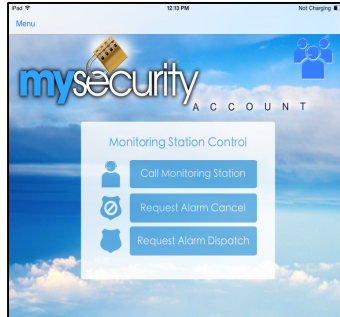 iPad
12:13 PM
Not Charging
Menu
mysecurity
ACCOUNT
Monitoring Station Control
Call Monitoring Station
Request Alarm Cancel
Request Alarm Dispatch